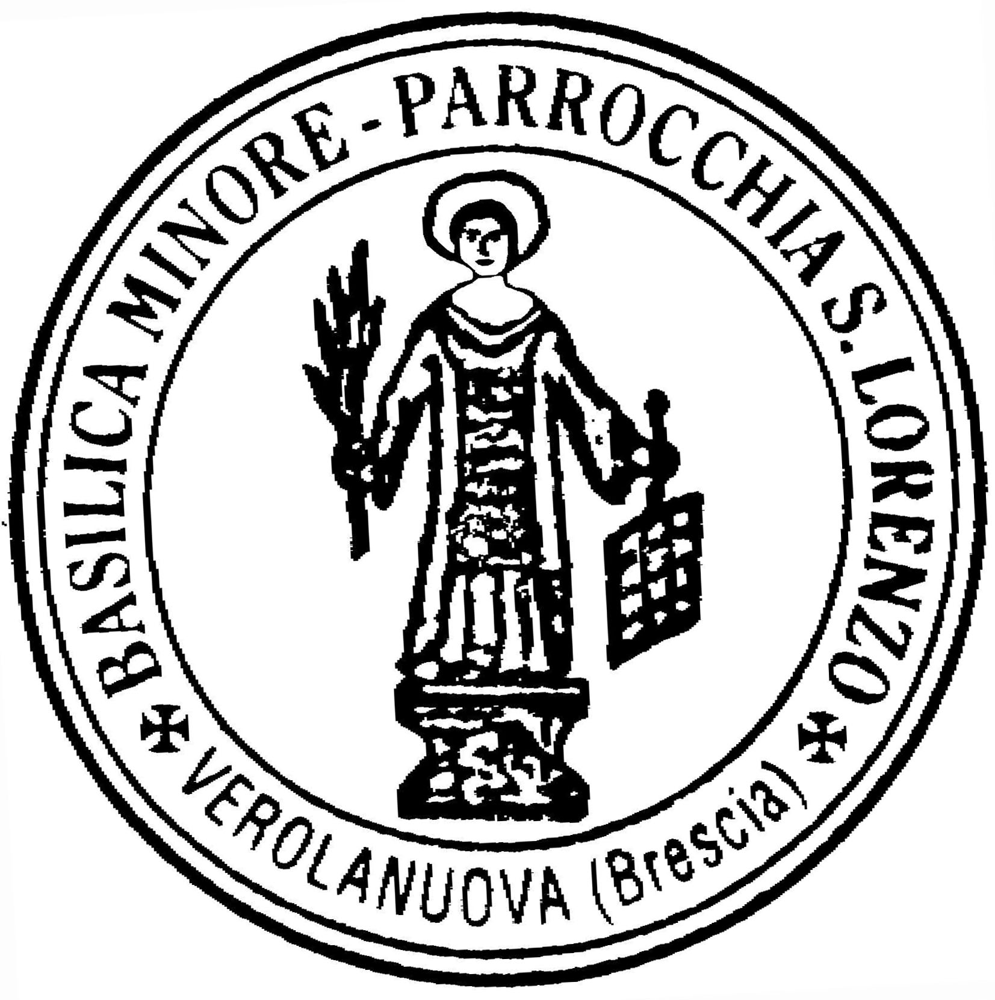 ✠ BASILICA MINORE - PARROCCHIA S. LORENZO ✠
VEROLANUOVA (Brescia)